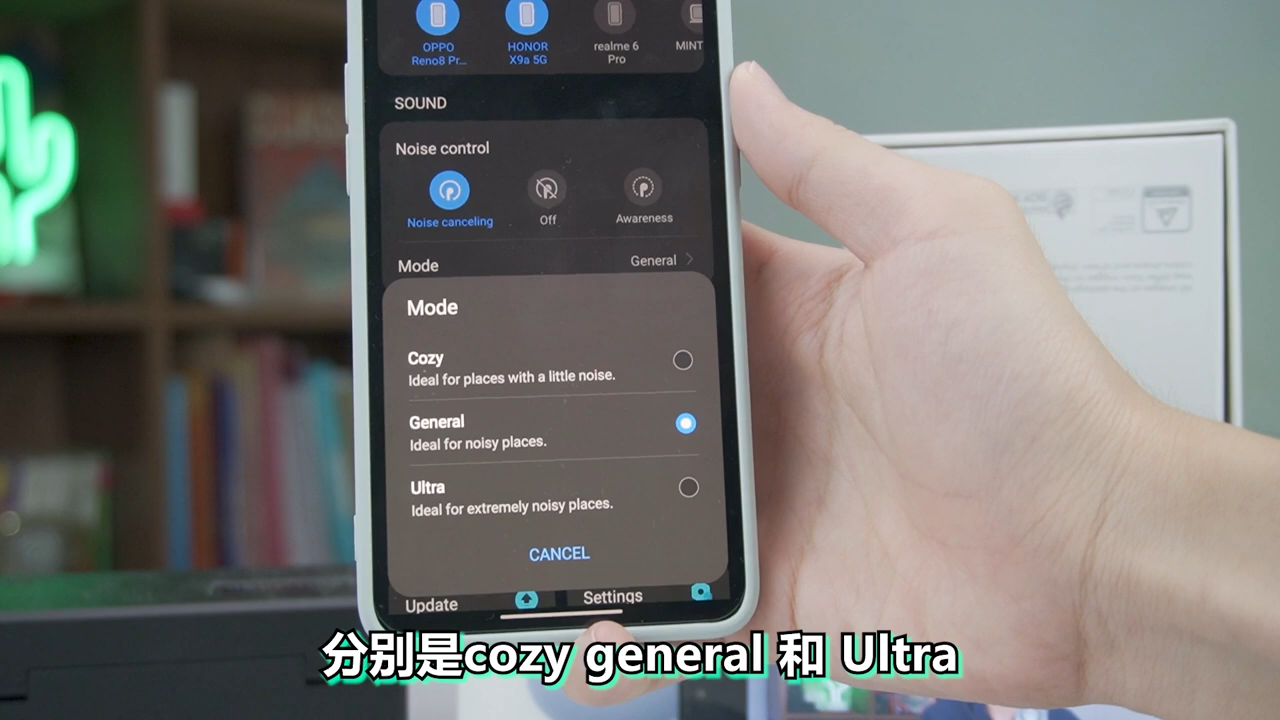 OPPO
Reno8 Pr...
HONOR
X9a 5G
realme 6
Pro
MINT
SOUND
Noise control
Noise canceling
Off
Awareness
Mode
General
Mode
Cozy
Ideal for places with a little noise.
General
Ideal for noisy places.
Ultra
Ideal for extremely noisy places.
CANCEL
Update
Settings
分别是cozy general 和 Ultra